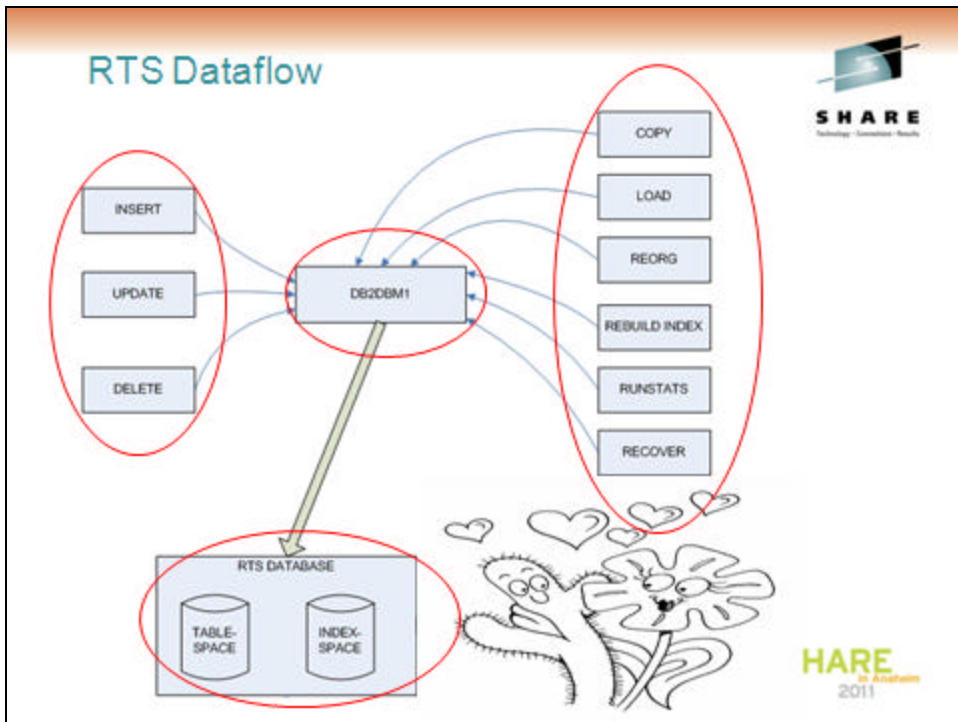 RTS Dataflow
SHARE
Technology · Connections · Results
INSERT
UPDATE
DELETE
DB2DBM1
COPY
LOAD
REORG
REBUILD INDEX
RUNSTATS
RECOVER
RTS DATABASE
TABLE-
SPACE
INDEX-
SPACE
HARE
in Anaheim
2011